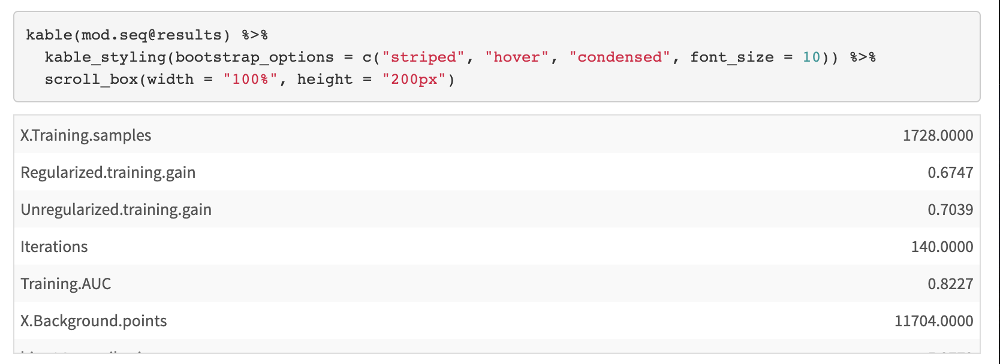 kable(mod.seq@results) %>%
  kable_styling(bootstrap_options = c("striped", "hover", "condensed", font_size = 10)) %>%
  scroll_box(width = "100%", height = "200px")
X.Training.samples 1728.0000
Regularized.training.gain 0.6747
Unregularized.training.gain 0.7039
Iterations 140.0000
Training.AUC 0.8227
X.Background.points 11704.0000